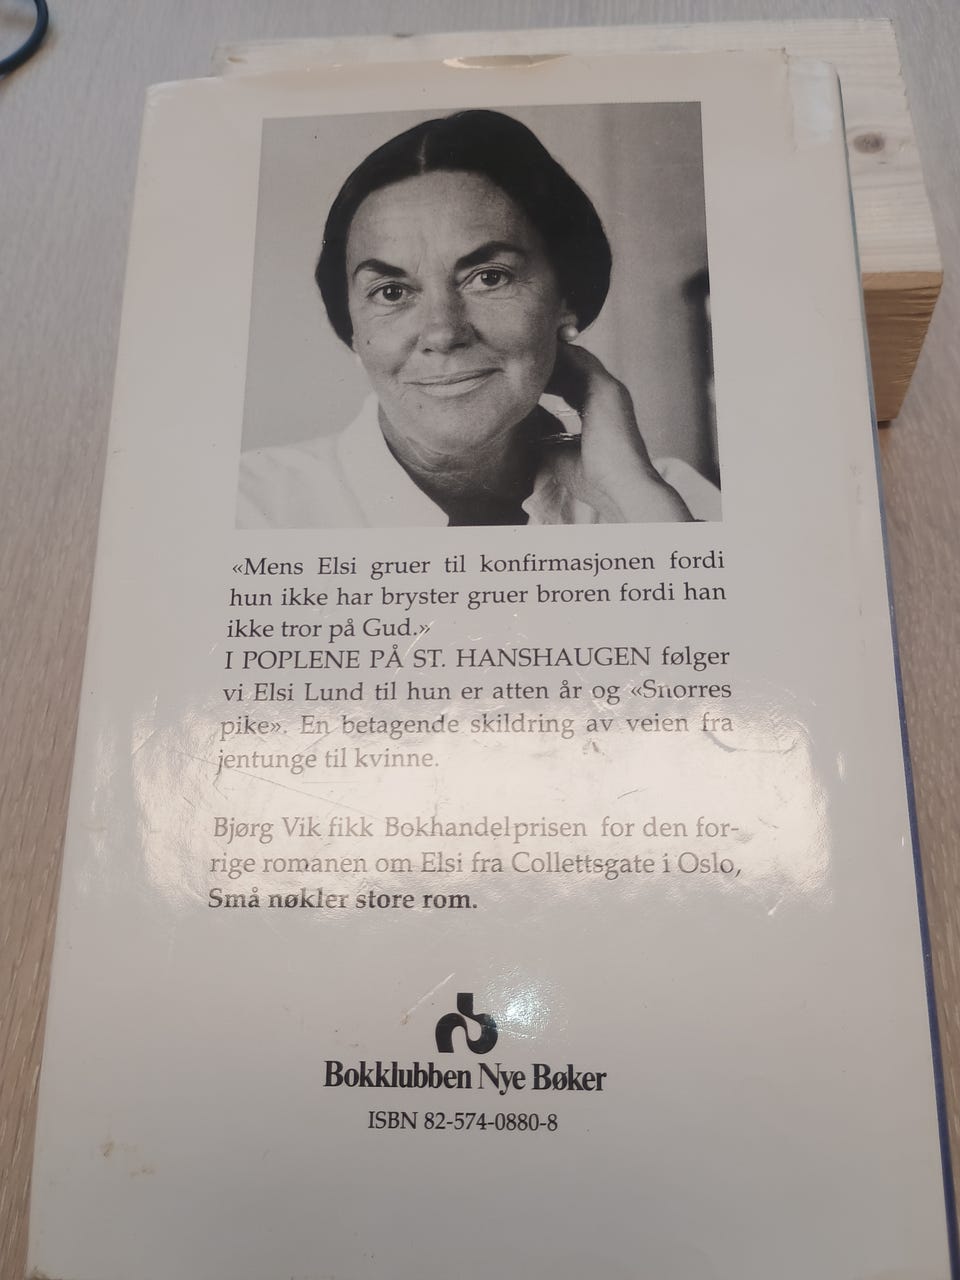 «Mens Elsi gruer til konfirmasjonen fordi
hun ikke har bryster gruer broren fordi han
ikke tror på Gud.»
I POPLENE PÅ ST. HANSHAUGEN følger
vi Elsi Lund til hun er atten år og «Snorres
pike». En betagende skildring av veien fra
jentunge til kvinne.
Bjørg Vik fikk Bokhandelprisen for den for-
rige romanen om Elsi fra Collettsgate i Oslo,
Små nøkler store rom.
Bokklubben Nye Bøker
ISBN 82-574-0880-8